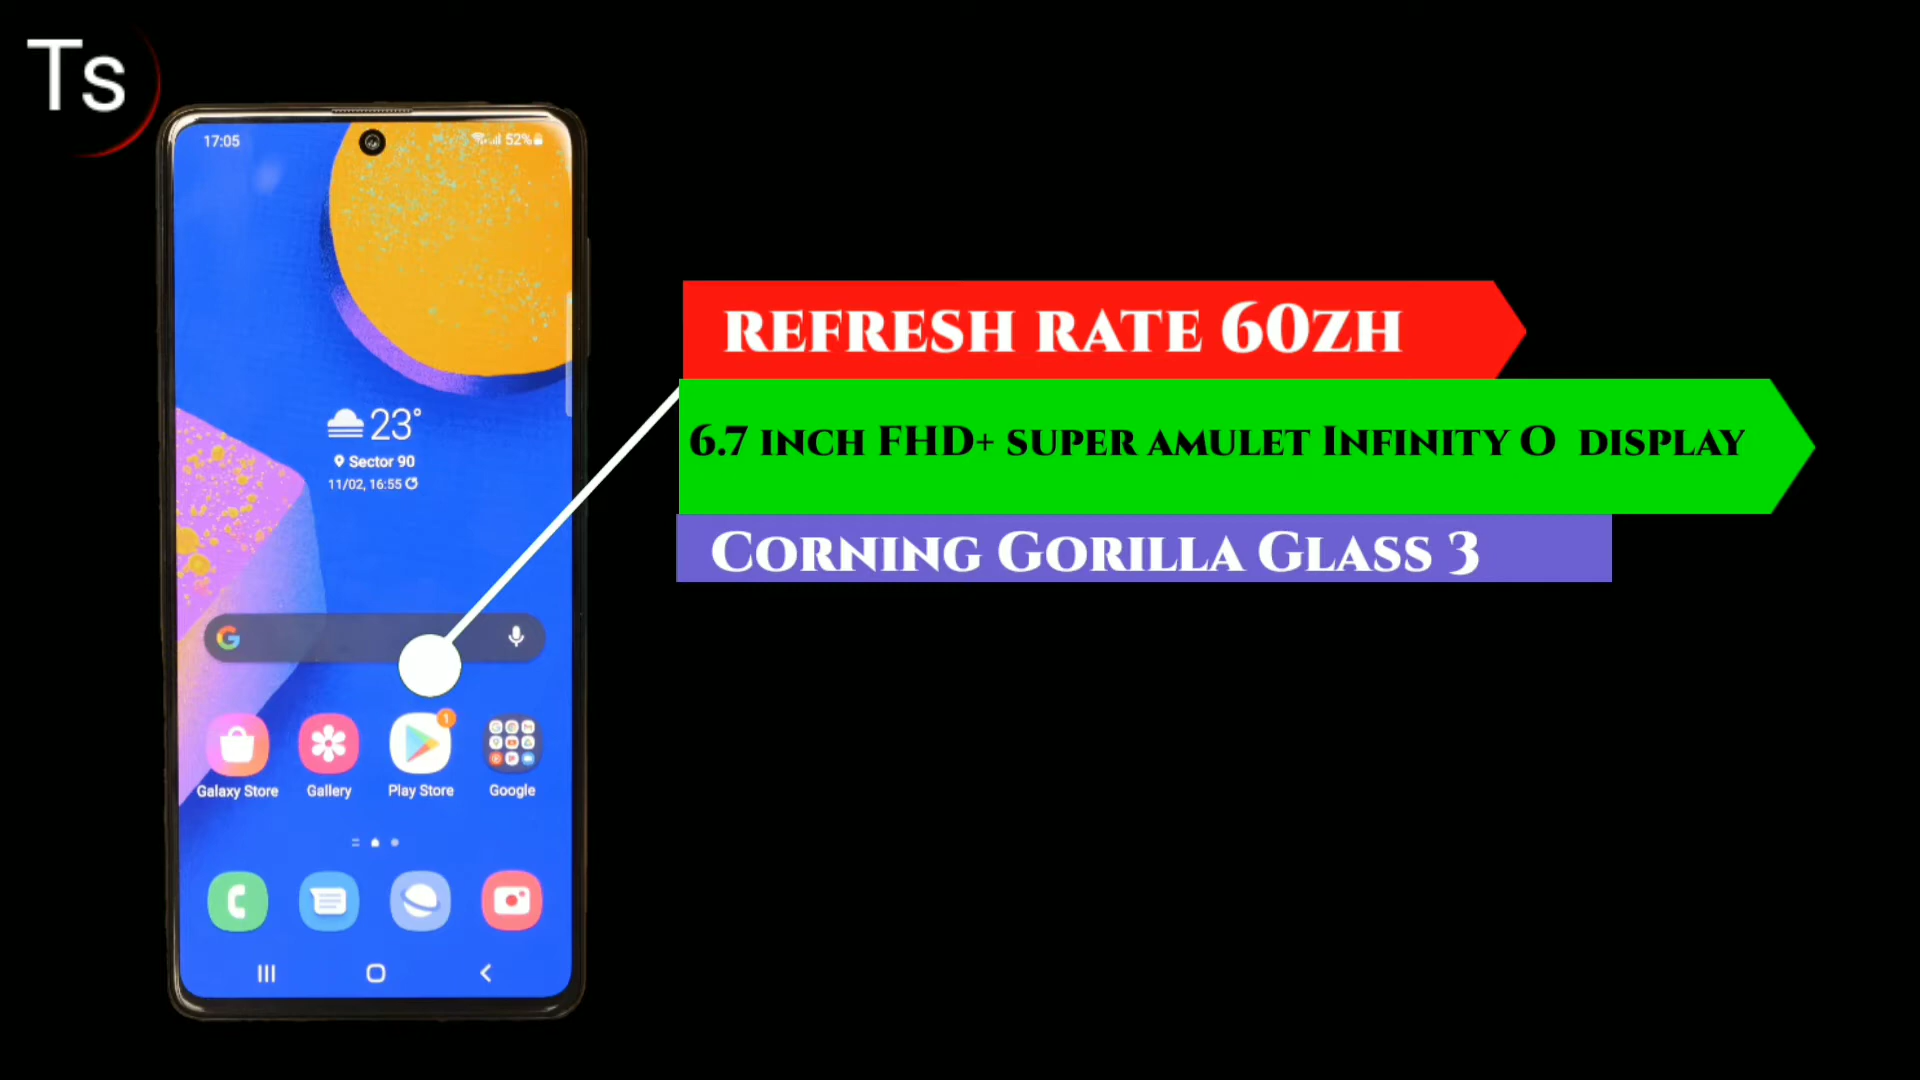 Ts
17:05
52%
REFRESH RATE 60ZH
6.7 INCH FHD+ SUPER AMULET INFINITY O DISPLAY
CORNING GORILLA GLASS 3
23°
Sector 90
11/02, 16:55
G
1
Galaxy Store
Gallery
Play Store
Google